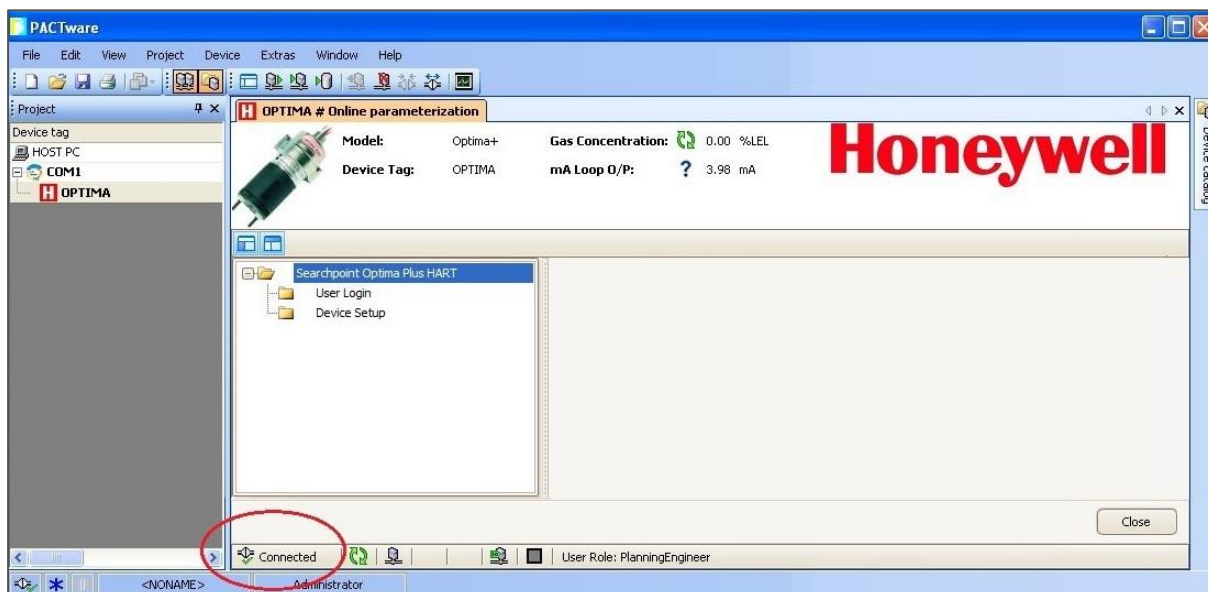 PACTware
File Edit View Project Device Extras Window Help
Project
OPTIMA # Online parameterization
Device tag
HOST PC
COM1
H OPTIMA
Model: Optima+ Gas Concentration: 0.00 %LEL
Device Tag: OPTIMA mA Loop O/P: ? 3.98 mA
Honeywell
Device catalog
Searchpoint Optima Plus HART
User Login
Device Setup
Close
Connected
User Role: PlanningEngineer
<NONAME> Administrator